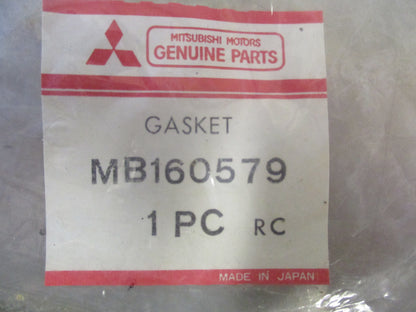 MITSUBISHI MOTORS
GENUINE PARTS
GASKET
MB160579
1 PC RC
MADE IN JAPAN